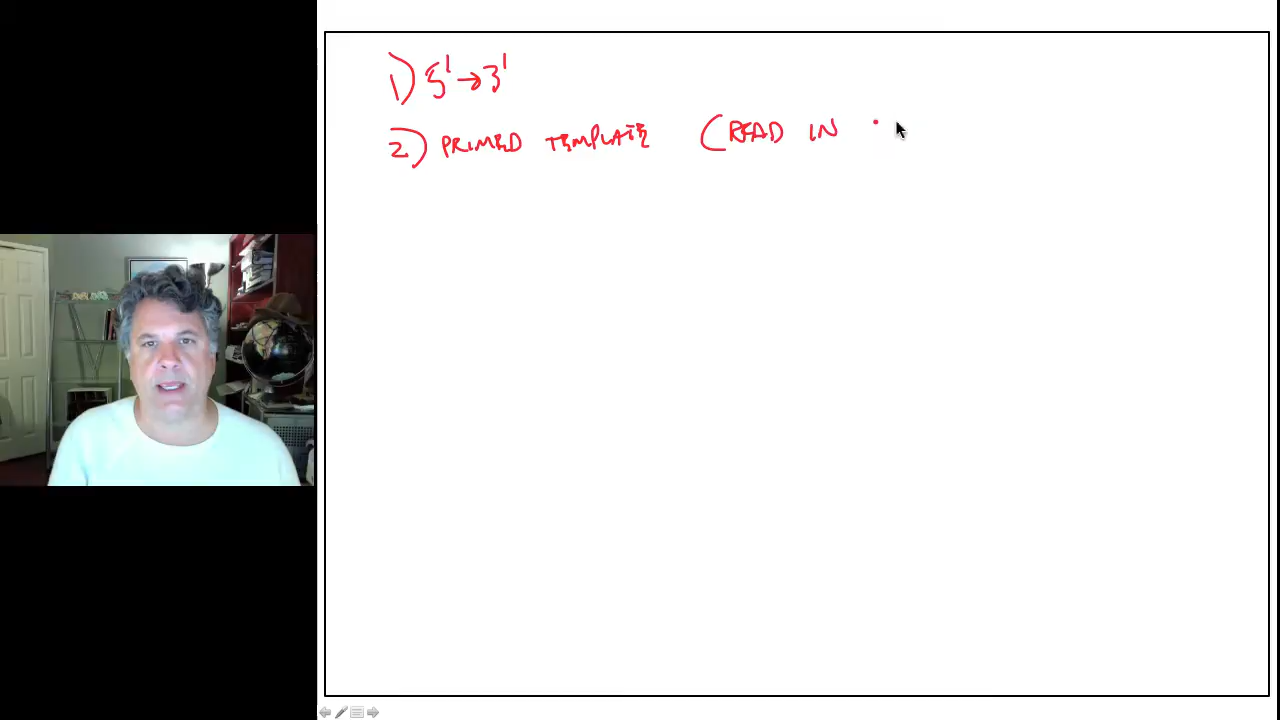 1) 5' → 3'
2) PRIMED TEMPLATE (READ IN